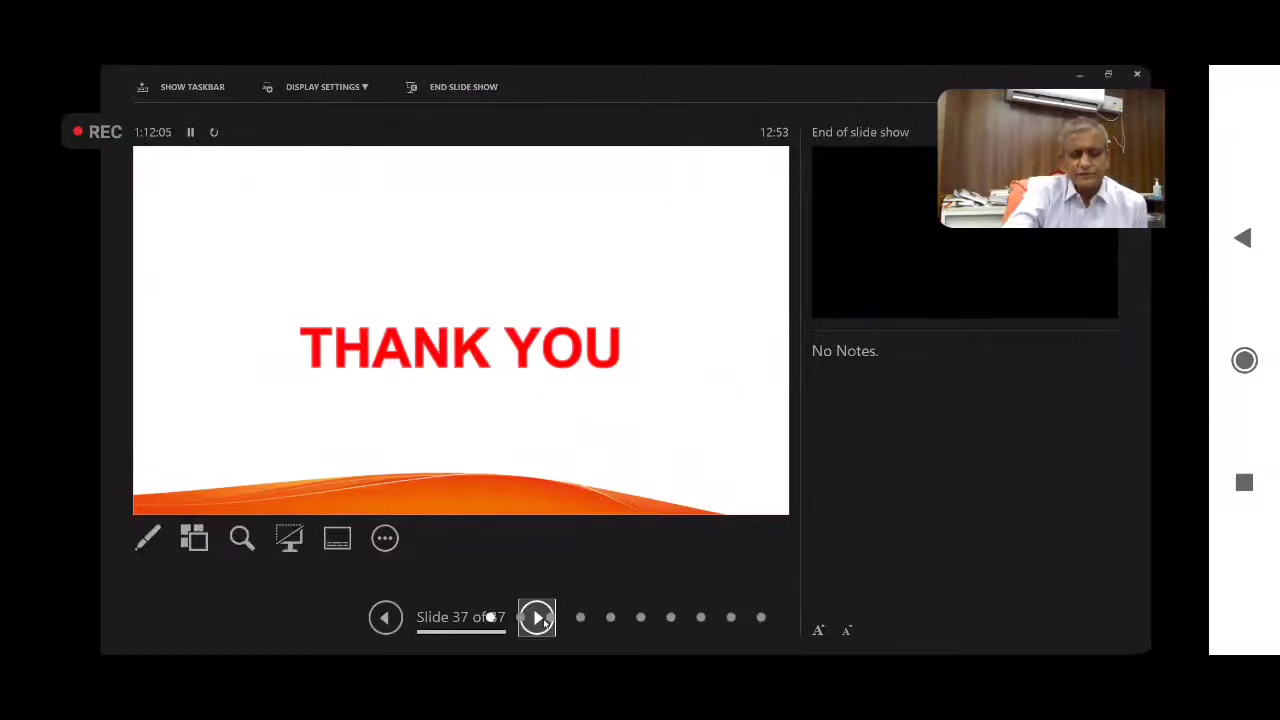 SHOW TASKBAR
DISPLAY SETTINGS ▼
END SLIDE SHOW
REC
1:12:05
12:53
End of slide show
THANK YOU
No Notes.
Slide 37 of 37
A A